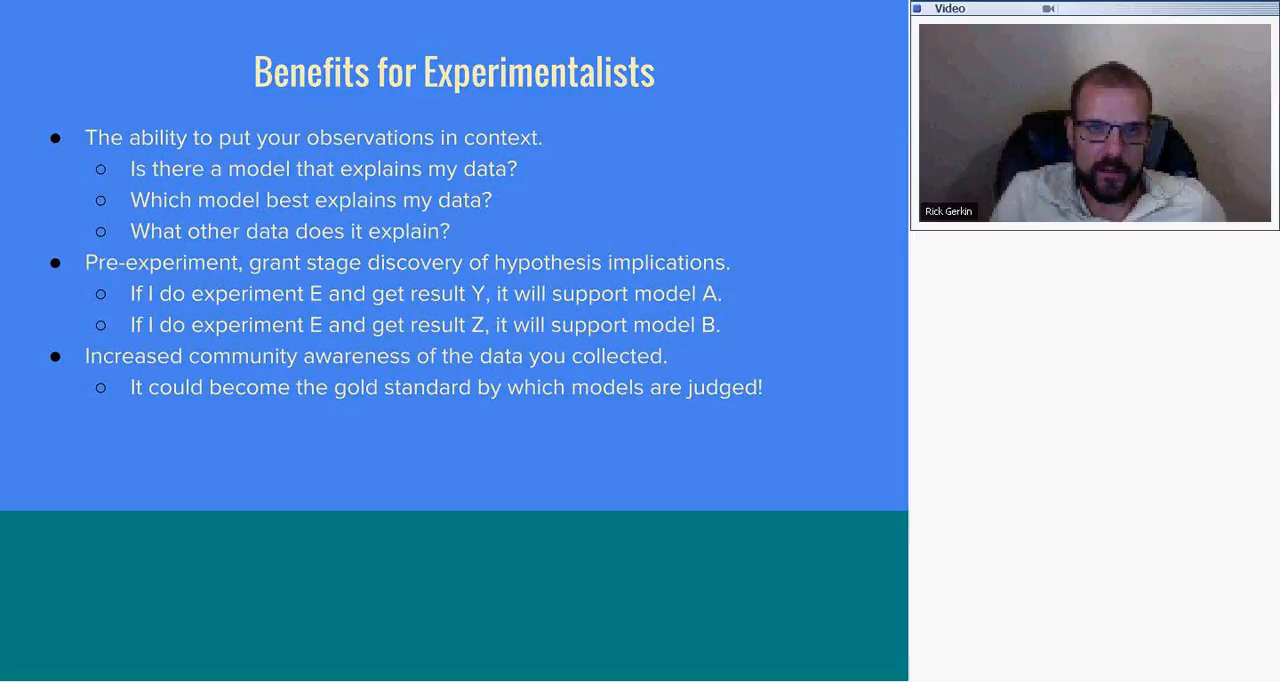 Benefits for Experimentalists
● The ability to put your observations in context.
○ Is there a model that explains my data?
○ Which model best explains my data?
○ What other data does it explain?
● Pre-experiment, grant stage discovery of hypothesis implications.
○ If I do experiment E and get result Y, it will support model A.
○ If I do experiment E and get result Z, it will support model B.
● Increased community awareness of the data you collected.
○ It could become the gold standard by which models are judged!
Video
Rick Gerkin